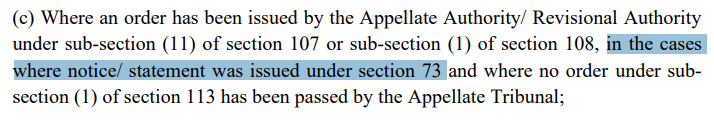 (c) Where an order has been issued by the Appellate Authority/ Revisional Authority
under sub-section (11) of section 107 or sub-section (1) of section 108, in the cases
where notice/ statement was issued under section 73 and where no order under sub-
section (1) of section 113 has been passed by the Appellate Tribunal;